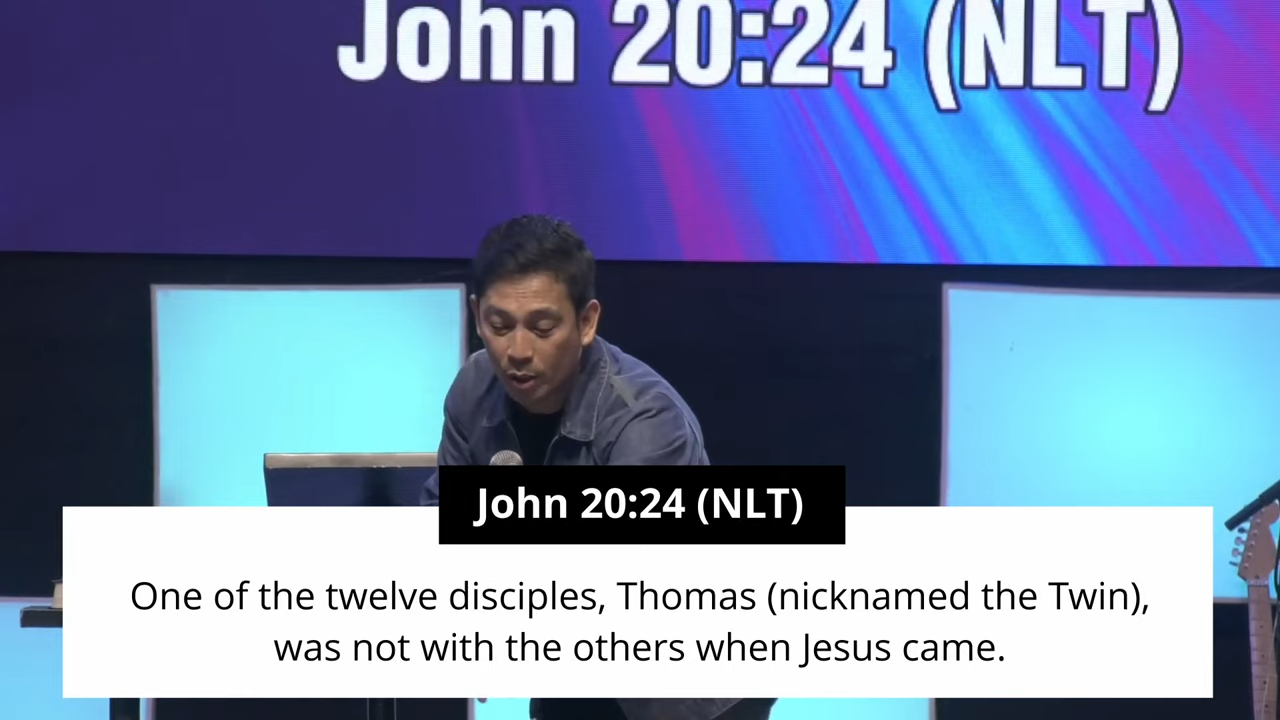 John 20:24 (NLT)
John 20:24 (NLT)
One of the twelve disciples, Thomas (nicknamed the Twin),
was not with the others when Jesus came.